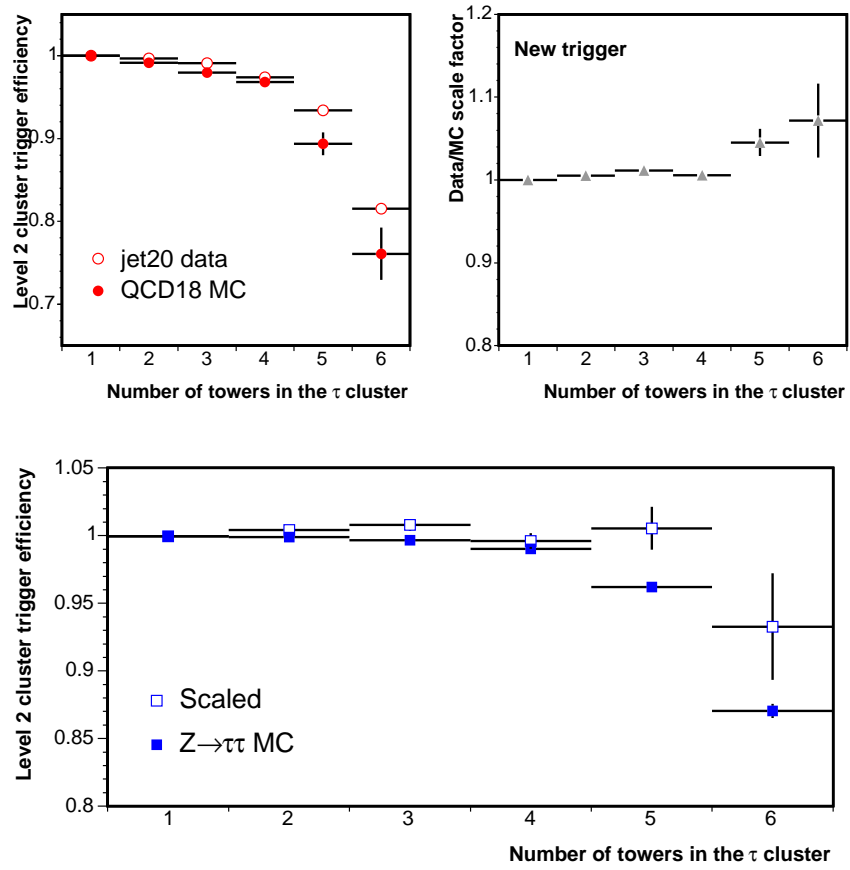 Level 2 cluster trigger efficiency
1
0.9
0.8
0.7
jet20 data
QCD18 MC
1 2 3 4 5 6
Number of towers in the τ cluster
Data/MC scale factor
1.2
1.1
1
0.9
0.8
New trigger
1 2 3 4 5 6
Number of towers in the τ cluster
Level 2 cluster trigger efficiency
1.05
1
0.95
0.9
0.85
0.8
Scaled
Z→ττ MC
1 2 3 4 5 6
Number of towers in the τ cluster